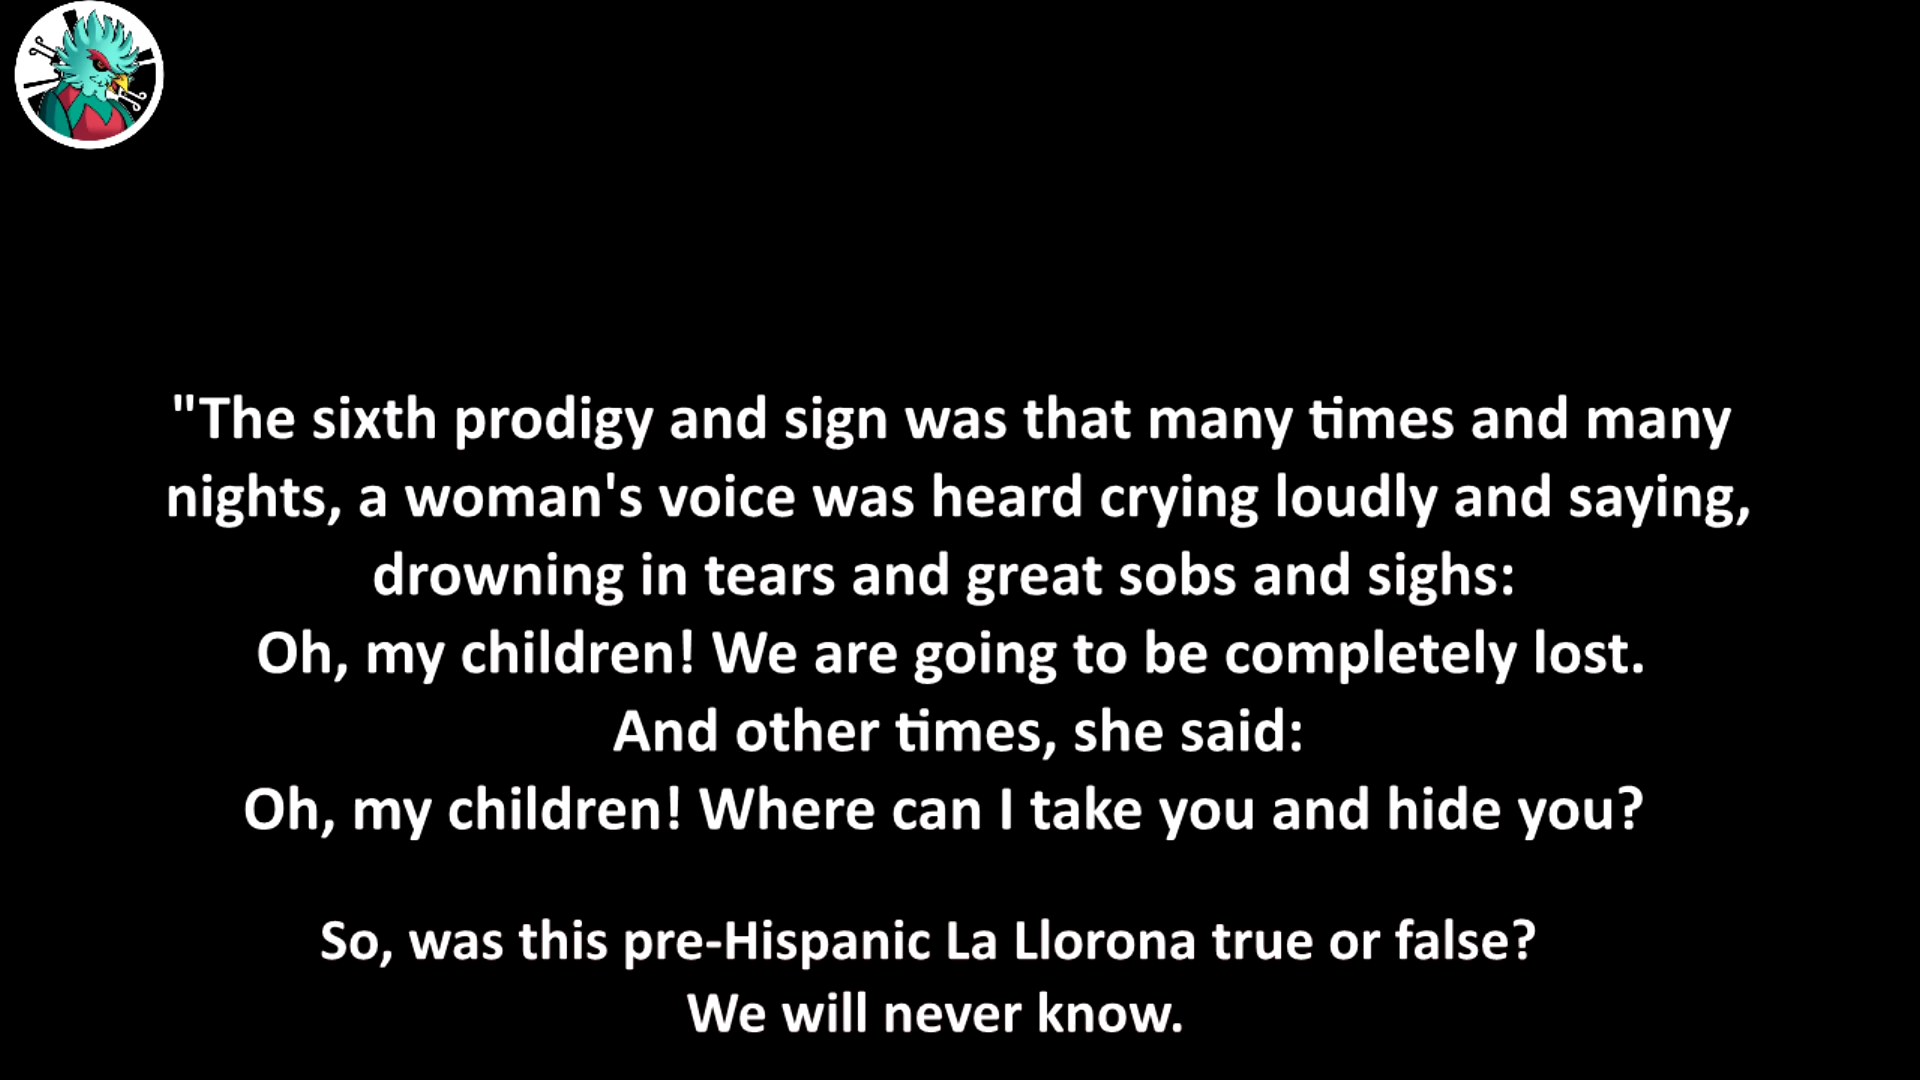 "The sixth prodigy and sign was that many times and many
nights, a woman's voice was heard crying loudly and saying,
drowning in tears and great sobs and sighs:
Oh, my children! We are going to be completely lost.
And other times, she said:
Oh, my children! Where can I take you and hide you?
So, was this pre-Hispanic La Llorona true or false?
We will never know.